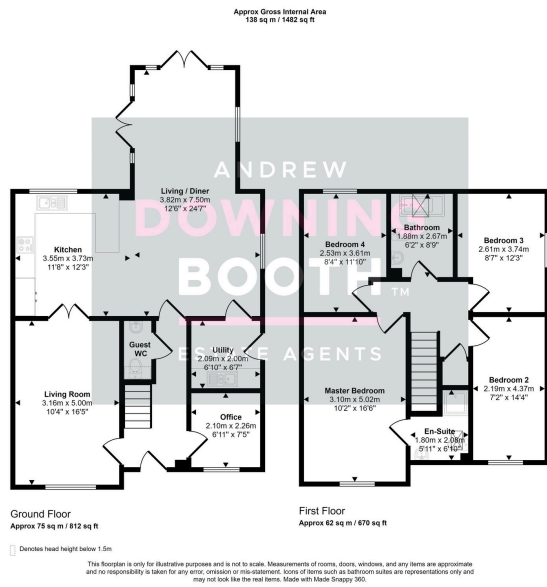 Approx Gross Internal Area
138 sq m / 1482 sq ft
ANDREW
DOWNING
BOOTH™
ESTATE AGENTS
Living / Diner
3.82m x 7.50m
12'6" x 24'7"
Kitchen
3.55m x 3.73m
11'8" x 12'3"
Guest
WC
Utility
2.09m x 2.00m
6'10" x 6'7"
Living Room
3.16m x 5.00m
10'4" x 16'5"
Office
2.10m x 2.26m
6'11" x 7'5"
Bedroom 4
2.53m x 3.61m
8'4" x 11'10"
Bathroom
1.88m x 2.67m
6'2" x 8'9"
Bedroom 3
2.61m x 3.74m
8'7" x 12'3"
Master Bedroom
3.10m x 5.02m
10'2" x 16'6"
Bedroom 2
2.19m x 4.37m
7'2" x 14'4"
En-Suite
1.80m x 2.08m
5'11" x 6'10"
Ground Floor
Approx 75 sq m / 812 sq ft
First Floor
Approx 62 sq m / 670 sq ft
Denotes head height below 1.5m
This floorplan is only for illustrative purposes and is not to scale. Measurements of rooms, doors, windows, and any items are approximate
and no responsibility is taken for any error, omission or mis-statement. Icons of items such as bathroom suites are representations only and
may not look like the real items. Made with Made Snappy 360.